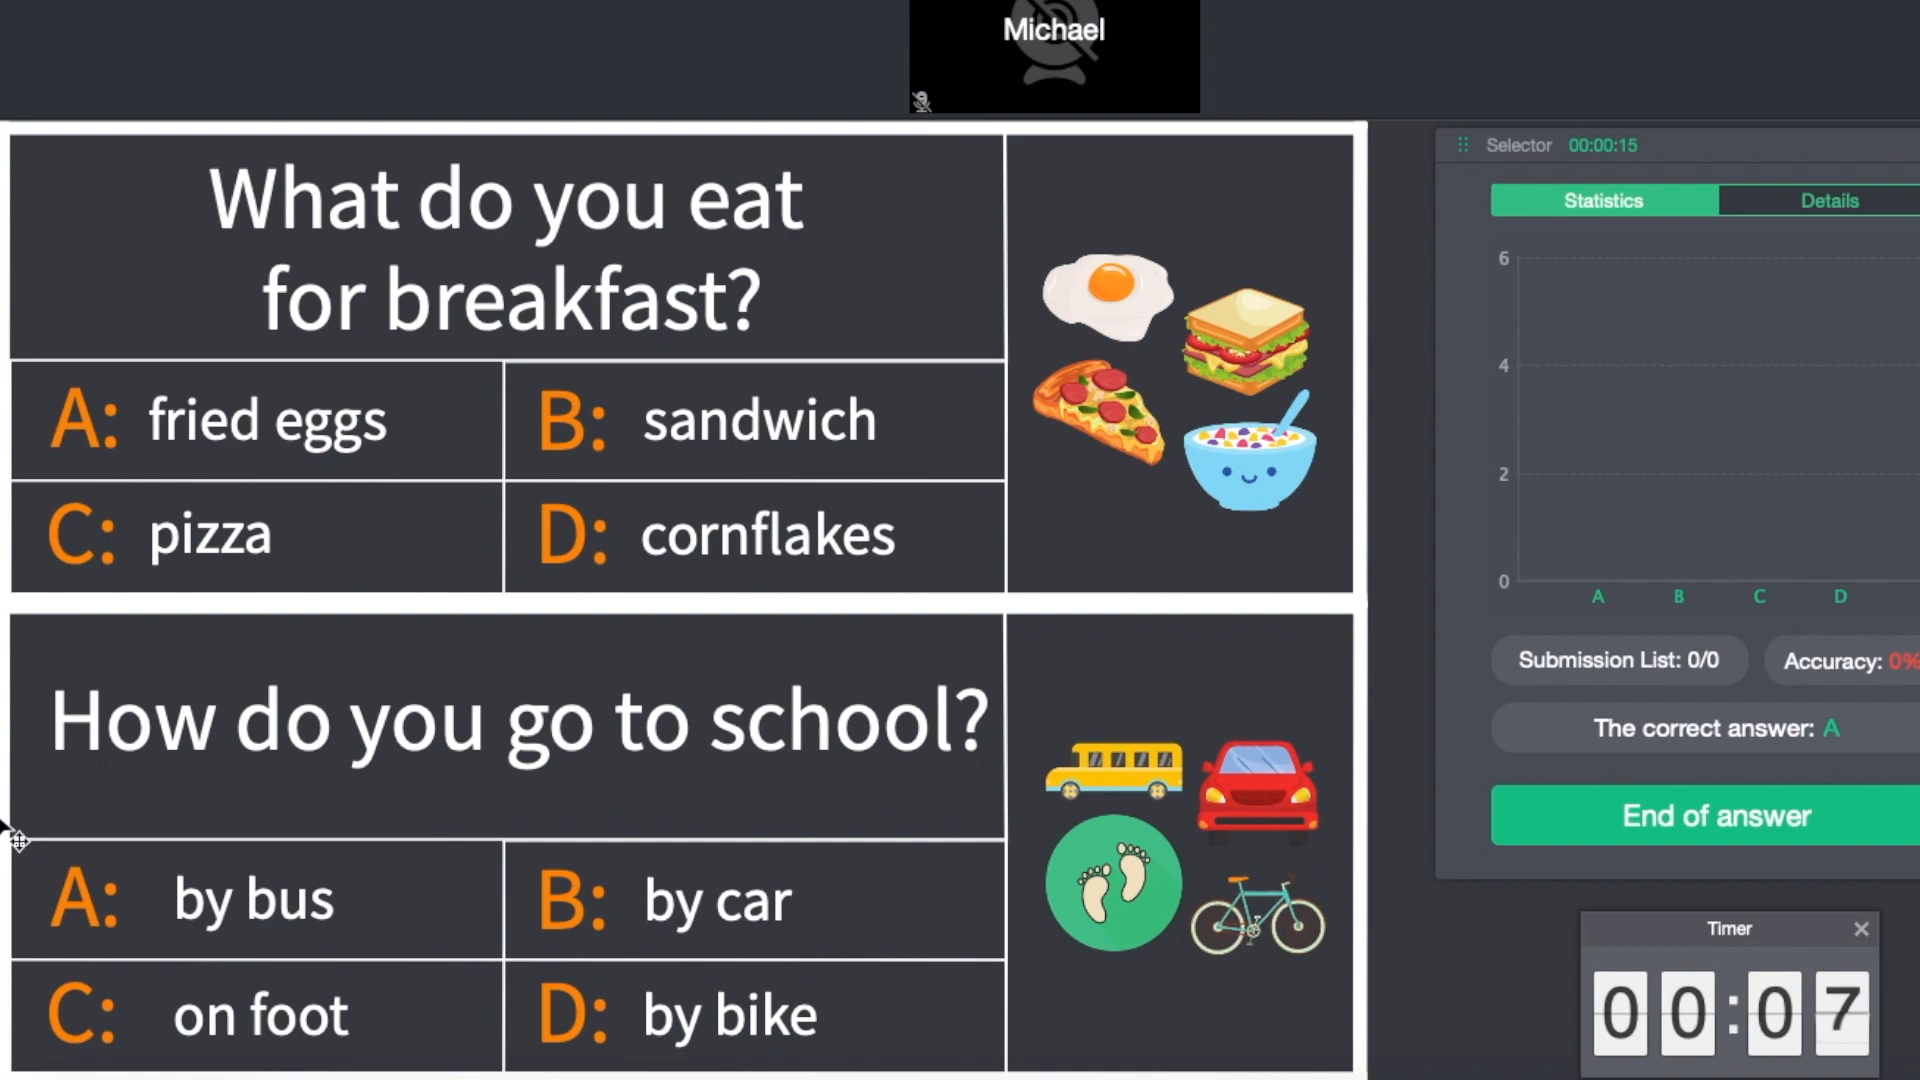 Michael
What do you eat
for breakfast?
A: fried eggs
B: sandwich
C: pizza
D: cornflakes
How do you go to school?
A: by bus
B: by car
C: on foot
D: by bike
Selector 00:00:15
Statistics Details
6
4
2
0
A B C D
Submission List: 0/0 Accuracy: 0%
The correct answer: A
End of answer
Timer
00:07